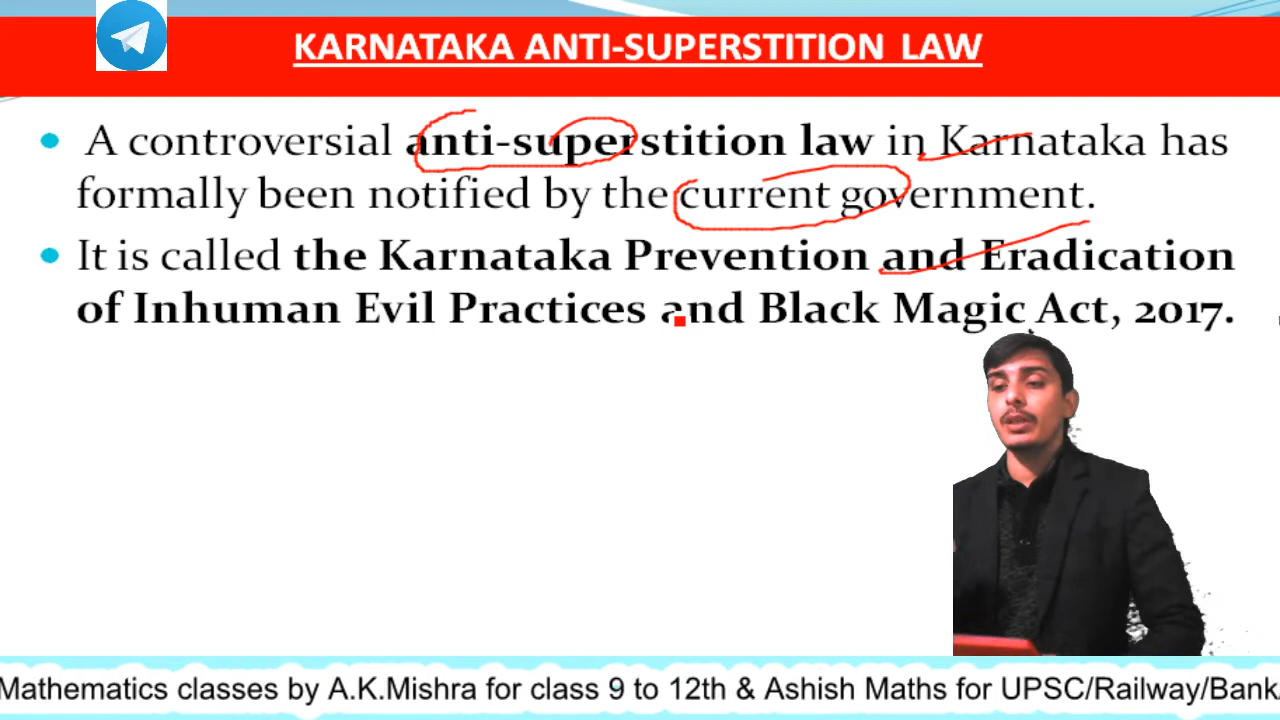 KARNATAKA ANTI-SUPERSTITION LAW
A controversial anti-superstition law in Karnataka has
formally been notified by the current government.
It is called the Karnataka Prevention and Eradication
of Inhuman Evil Practices and Black Magic Act, 2017.
Mathematics classes by A.K.Mishra for class 9 to 12th & Ashish Maths for UPSC/Railway/Bank